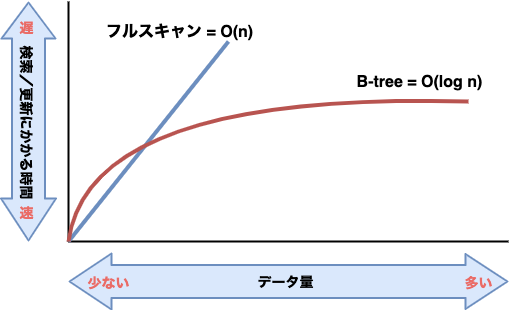 フルスキャン = O(n)
B-tree = O(log n)
遅
検索／更新にかかる時間
速
少ない
データ量
多い